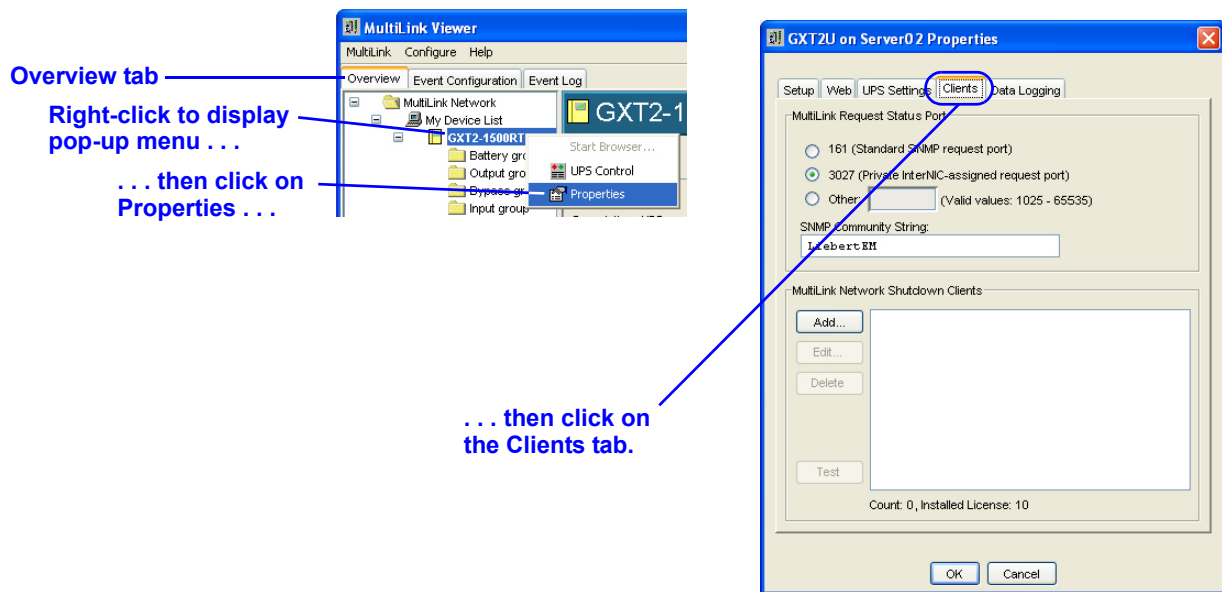 MultiLink Viewer
MultiLink Configure Help
Overview Event Configuration Event Log
MultiLink Network
My Device List
GXT2-1500RT
Battery gr
Output gro
Bypass gr
Input group
GXT2-1
Start Browser...
UPS Control
Properties
Overview tab
Right-click to display
pop-up menu . . .
. . . then click on
Properties . . .
. . . then click on
the Clients tab.
GXT2U on Server02 Properties
Setup Web UPS Settings Clients Data Logging
MultiLink Request Status Port
161 (Standard SNMP request port)
3027 (Private InterNIC-assigned request port)
Other: (Valid values: 1025 - 65535)
SNMP Community String:
LiebertEM
MultiLink Network Shutdown Clients
Add...
Edit...
Delete
Test
Count: 0, Installed License: 10
OK Cancel